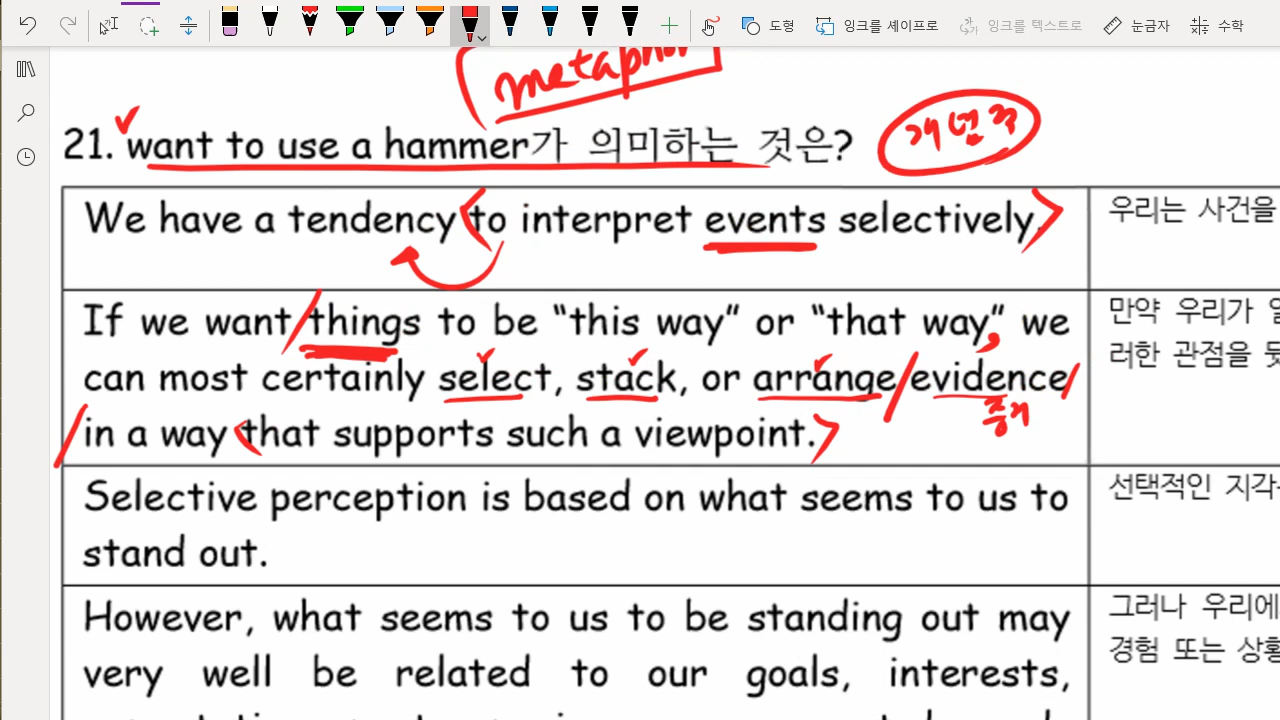 도형 잉크를 셰이프로 잉크를 텍스트로 눈금자 수학
21. want to use a hammer가 의미하는 것은? 개념추
We have a tendency to interpret events selectively.
우리는 사건을
If we want things to be “this way” or “that way”, we
can most certainly select, stack, or arrange evidence
증거
in a way that supports such a viewpoint.
만약 우리가
러한 관점을 뒷
Selective perception is based on what seems to us to
stand out.
선택적인 지각
However, what seems to us to be standing out may
very well be related to our goals, interests,
그러나 우리에
경험 또는 상황